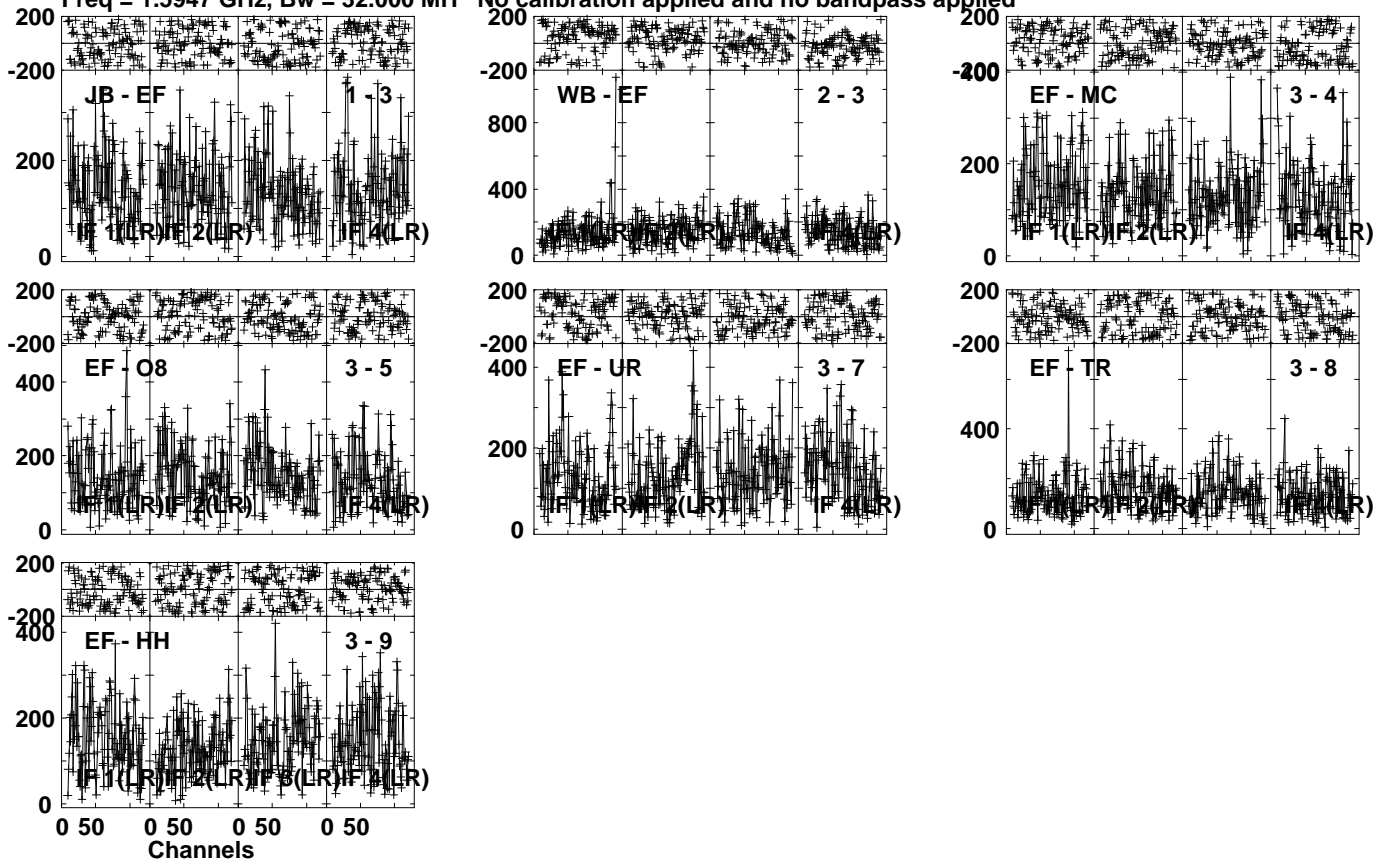 Freq = 1.5947 GHz, Bw = 32.000 MH No calibration applied and no bandpass applied
200
-200
JB - EF 1 - 3
200
0
IF 1(LR) IF 2(LR) IF 4(LR)
200
-200
WB - EF 2 - 3
800
400
0
IF 1(LR) IF 2(LR) IF 4(LR)
200
-200
400
EF - MC 3 - 4
200
0
IF 1(LR) IF 2(LR) IF 4(LR)
200
-200
EF - O8 3 - 5
400
200
0
IF 1(LR) IF 2(LR) IF 4(LR)
200
-200
EF - UR 3 - 7
400
200
0
IF 1(LR) IF 2(LR) IF 4(LR)
200
-200
EF - TR 3 - 8
400
0
IF 1(LR) IF 2(LR) IF 4(LR)
200
-200
400
EF - HH 3 - 9
200
0
IF 1(LR) IF 2(LR) IF 3(LR) IF 4(LR)
0 50 0 50 0 50 0 50
Channels